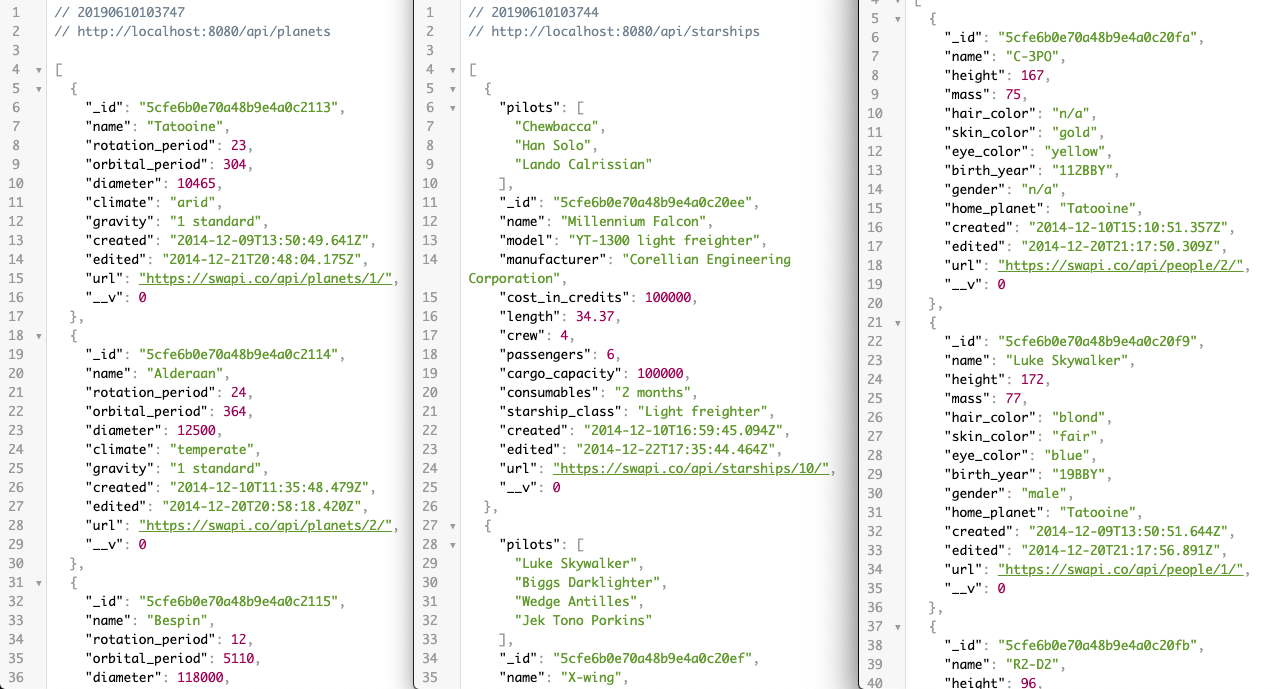 1 // 20190610103747
2 // http://localhost:8080/api/planets
3
4 ▾ [
5 ▾ {
6 "_id": "5cfe6b0e70a48b9e4a0c2113",
7 "name": "Tatooine",
8 "rotation_period": 23,
9 "orbital_period": 304,
10 "diameter": 10465,
11 "climate": "arid",
12 "gravity": "1 standard",
13 "created": "2014-12-09T13:50:49.641Z",
14 "edited": "2014-12-21T20:48:04.175Z",
15 "url": "https://swapi.co/api/planets/1/",
16 "__v": 0
17 },
18 ▾ {
19 "_id": "5cfe6b0e70a48b9e4a0c2114",
20 "name": "Alderaan",
21 "rotation_period": 24,
22 "orbital_period": 364,
23 "diameter": 12500,
24 "climate": "temperate",
25 "gravity": "1 standard",
26 "created": "2014-12-10T11:35:48.479Z",
27 "edited": "2014-12-20T20:58:18.420Z",
28 "url": "https://swapi.co/api/planets/2/",
29 "__v": 0
30 },
31 ▾ {
32 "_id": "5cfe6b0e70a48b9e4a0c2115",
33 "name": "Bespin",
34 "rotation_period": 12,
35 "orbital_period": 5110,
36 "diameter": 118000,
1 // 20190610103744
2 // http://localhost:8080/api/starships
3
4 ▾ [
5 ▾ {
6 ▾ "pilots": [
7 "Chewbacca",
8 "Han Solo",
9 "Lando Calrissian"
10 ],
11 "_id": "5cfe6b0e70a48b9e4a0c20ee",
12 "name": "Millennium Falcon",
13 "model": "YT-1300 light freighter",
14 "manufacturer": "Corellian Engineering
Corporation",
15 "cost_in_credits": 100000,
16 "length": 34.37,
17 "crew": 4,
18 "passengers": 6,
19 "cargo_capacity": 100000,
20 "consumables": "2 months",
21 "starship_class": "Light freighter",
22 "created": "2014-12-10T16:59:45.094Z",
23 "edited": "2014-12-22T17:35:44.464Z",
24 "url": "https://swapi.co/api/starships/10/",
25 "__v": 0
26 },
27 ▾ {
28 ▾ "pilots": [
29 "Luke Skywalker",
30 "Biggs Darklighter",
31 "Wedge Antilles",
32 "Jek Tono Porkins"
33 ],
34 "_id": "5cfe6b0e70a48b9e4a0c20ef",
35 "name": "X-wing",
4 ▾ [
5 ▾ {
6 "_id": "5cfe6b0e70a48b9e4a0c20fa",
7 "name": "C-3PO",
8 "height": 167,
9 "mass": 75,
10 "hair_color": "n/a",
11 "skin_color": "gold",
12 "eye_color": "yellow",
13 "birth_year": "112BBY",
14 "gender": "n/a",
15 "home_planet": "Tatooine",
16 "created": "2014-12-10T15:10:51.357Z",
17 "edited": "2014-12-20T21:17:50.309Z",
18 "url": "https://swapi.co/api/people/2/",
19 "__v": 0
20 },
21 ▾ {
22 "_id": "5cfe6b0e70a48b9e4a0c20f9",
23 "name": "Luke Skywalker",
24 "height": 172,
25 "mass": 77,
26 "hair_color": "blond",
27 "skin_color": "fair",
28 "eye_color": "blue",
29 "birth_year": "19BBY",
30 "gender": "male",
31 "home_planet": "Tatooine",
32 "created": "2014-12-09T13:50:51.644Z",
33 "edited": "2014-12-20T21:17:56.891Z",
34 "url": "https://swapi.co/api/people/1/",
35 "__v": 0
36 },
37 ▾ {
38 "_id": "5cfe6b0e70a48b9e4a0c20fb",
39 "name": "R2-D2",
40 "height": 96,